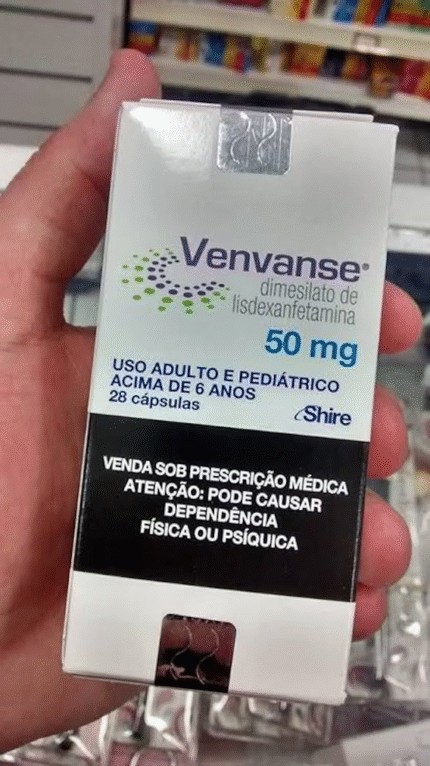 Venvanse®
dimesilato de
lisdexanfetamina
50 mg
USO ADULTO E PEDIÁTRICO
ACIMA DE 6 ANOS
28 cápsulas
Shire
VENDA SOB PRESCRIÇÃO MÉDICA
ATENÇÃO: PODE CAUSAR
DEPENDÊNCIA
FÍSICA OU PSÍQUICA